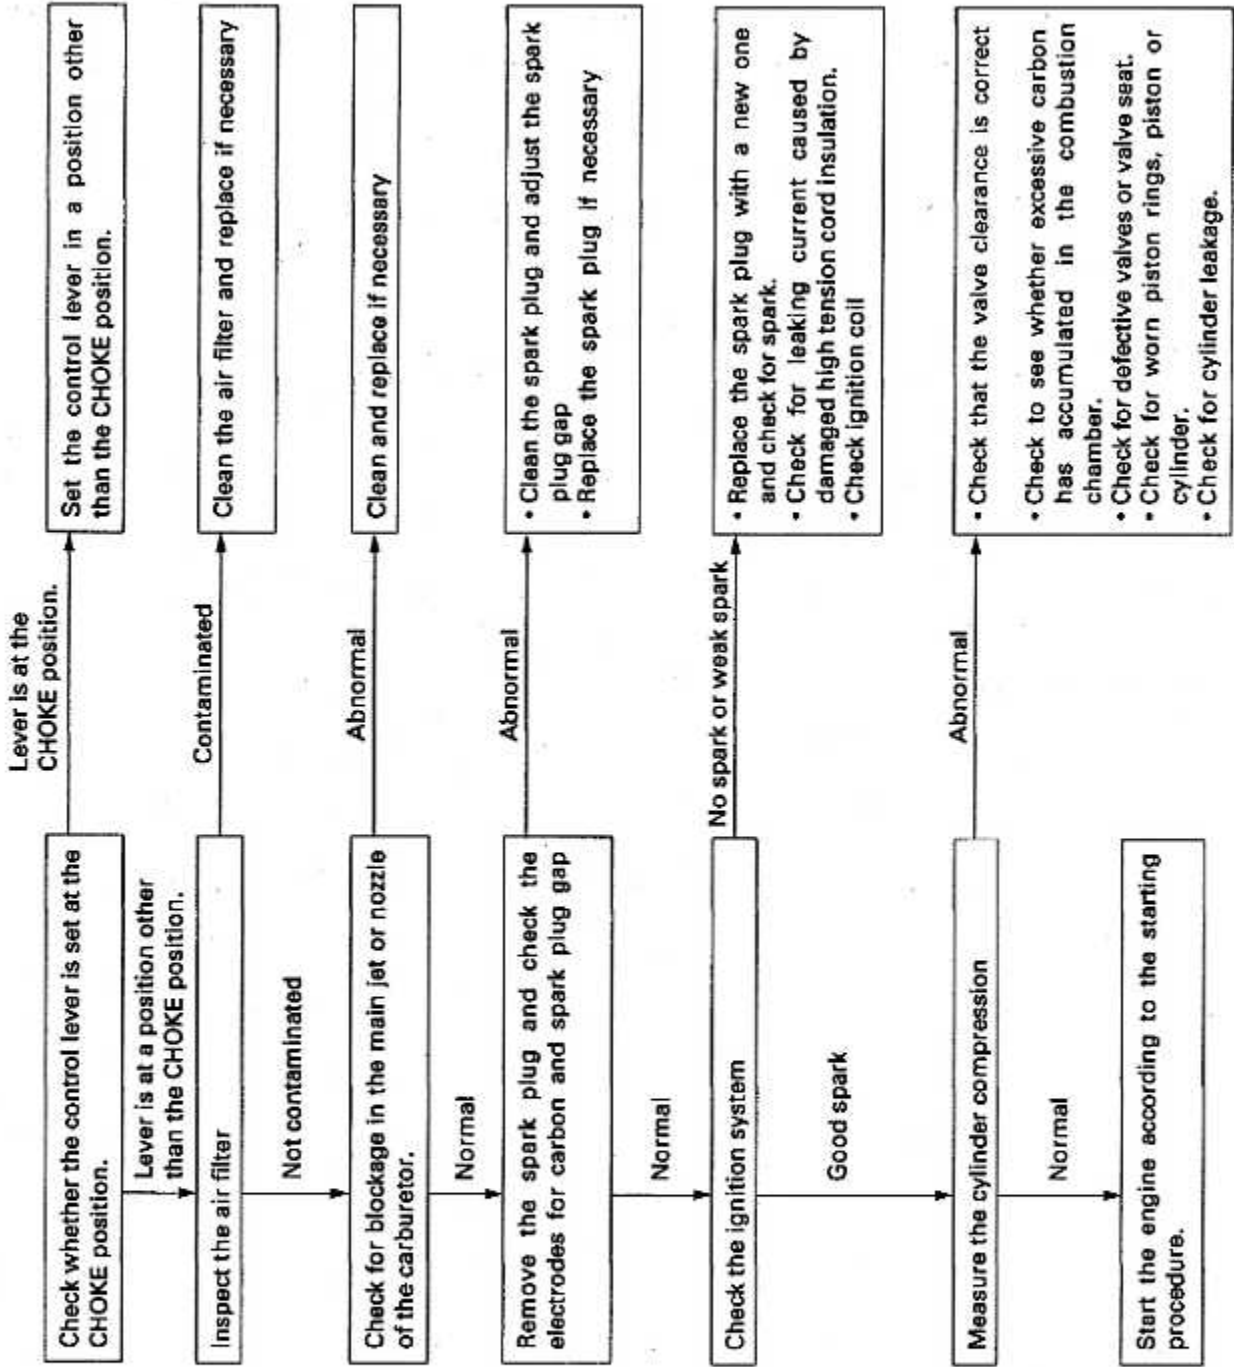 Check whether the control lever is set at the
CHOKE position.
Lever is at the
CHOKE position.
Set the control lever in a position other
than the CHOKE position.
Lever is at a position other
than the CHOKE position.
Inspect the air filter
Contaminated
Clean the air filter and replace if necessary
Not contaminated
Check for blockage in the main jet or nozzle
of the carburetor.
Abnormal
Clean and replace if necessary
Normal
Remove the spark plug and check the
electrodes for carbon and spark plug gap
Abnormal
• Clean the spark plug and adjust the spark
plug gap
• Replace the spark plug if necessary
Normal
Check the ignition system
No spark or weak spark
• Replace the spark plug with a new one
and check for spark.
• Check for leaking current caused by
damaged high tension cord insulation.
• Check ignition coil
Good spark
Measure the cylinder compression
Abnormal
• Check that the valve clearance is correct
• Check to see whether excessive carbon
has accumulated in the combustion
chamber.
• Check for defective valves or valve seat.
• Check for worn piston rings, piston or
cylinder.
• Check for cylinder leakage.
Normal
Start the engine according to the starting
procedure.